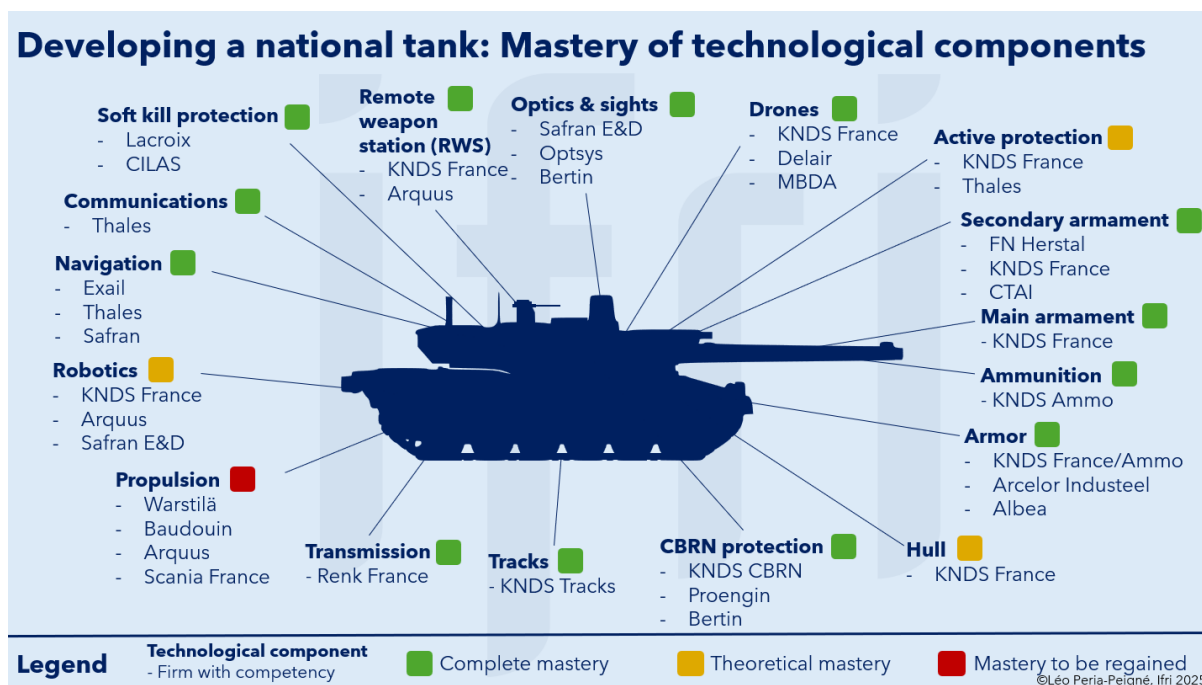 Developing a national tank: Mastery of technological components
Soft kill protection
- Lacroix
- CILAS
Remote
weapon
station (RWS)
- KNDS France
- Arquus
Optics & sights
- Safran E&D
- Optsys
- Bertin
Drones
- KNDS France
- Delair
- MBDA
Active protection
- KNDS France
- Thales
Communications
- Thales
Secondary armament
- FN Herstal
- KNDS France
- CTAI
Navigation
- Exail
- Thales
- Safran
Main armament
- KNDS France
Robotics
- KNDS France
- Arquus
- Safran E&D
Ammunition
- KNDS Ammo
Armor
- KNDS France/Ammo
- Arcelor Industeel
- Albea
Propulsion
- Warstilä
- Baudouin
- Arquus
- Scania France
Transmission
- Renk France
Tracks
- KNDS Tracks
CBRN protection
- KNDS CBRN
- Proengin
- Bertin
Hull
- KNDS France
ifri
Legend
Technological component
- Firm with competency
Complete mastery
Theoretical mastery
Mastery to be regained
©Léo Peria-Peigné, Ifri 2025